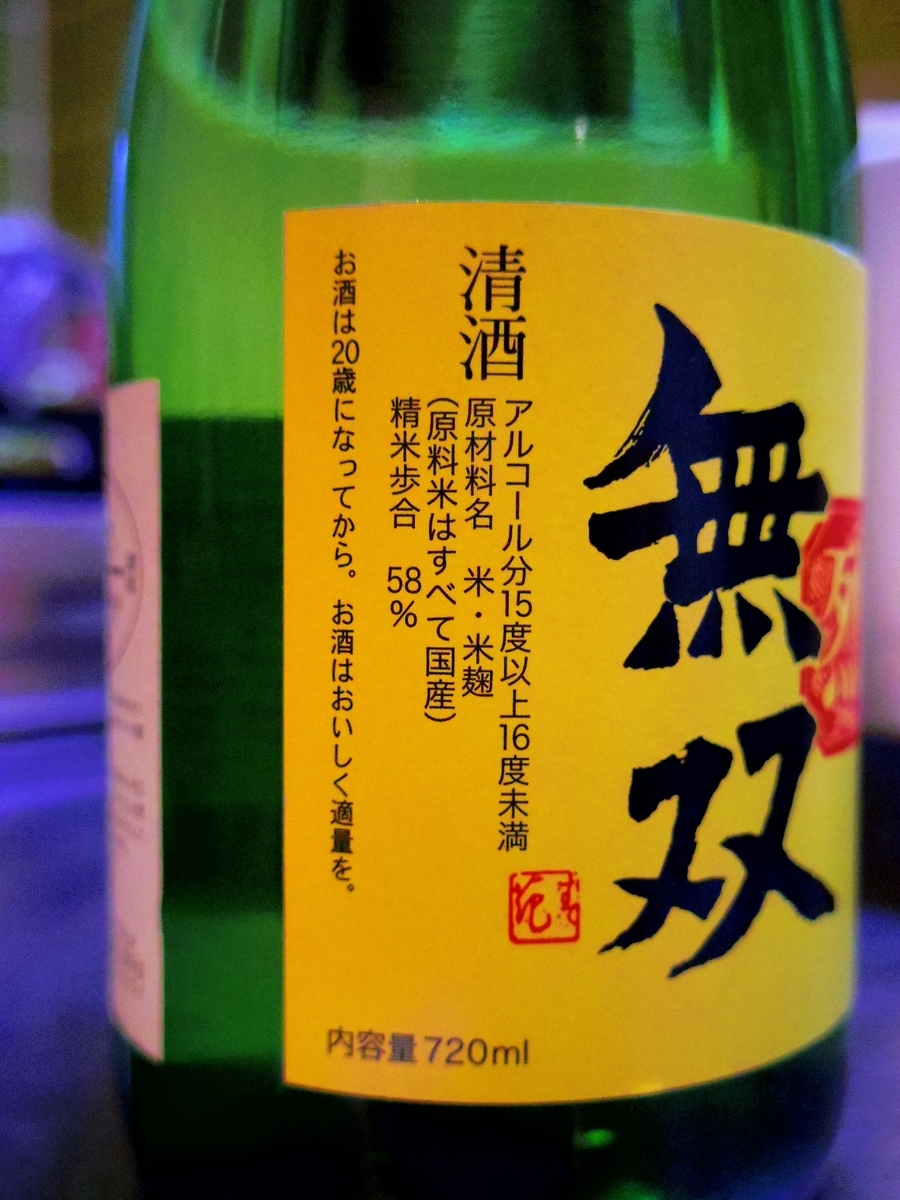 無双
清酒
アルコール分15度以上16度未満
原材料名 米・米麹
(原料米はすべて国産)
精米歩合 58%
お酒は20歳になってから。お酒はおいしく適量を。
内容量720ml